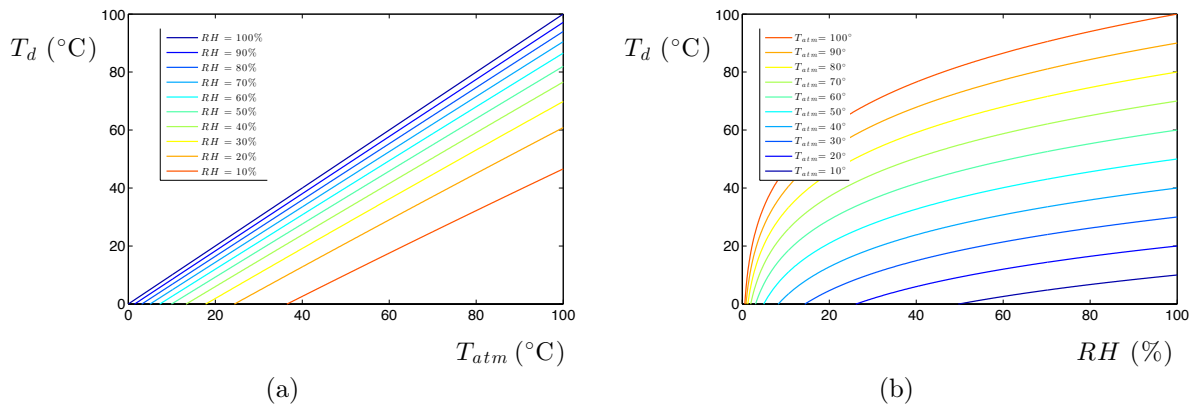 T_d (°C)
100
80
60
40
20
0
RH = 100%
RH = 90%
RH = 80%
RH = 70%
RH = 60%
RH = 50%
RH = 40%
RH = 30%
RH = 20%
RH = 10%
0 20 40 60 80 100
T_atm (°C)
(a)
T_d (°C)
100
80
60
40
20
0
T_atm = 100°
T_atm = 90°
T_atm = 80°
T_atm = 70°
T_atm = 60°
T_atm = 50°
T_atm = 40°
T_atm = 30°
T_atm = 20°
T_atm = 10°
0 20 40 60 80 100
RH (%)
(b)